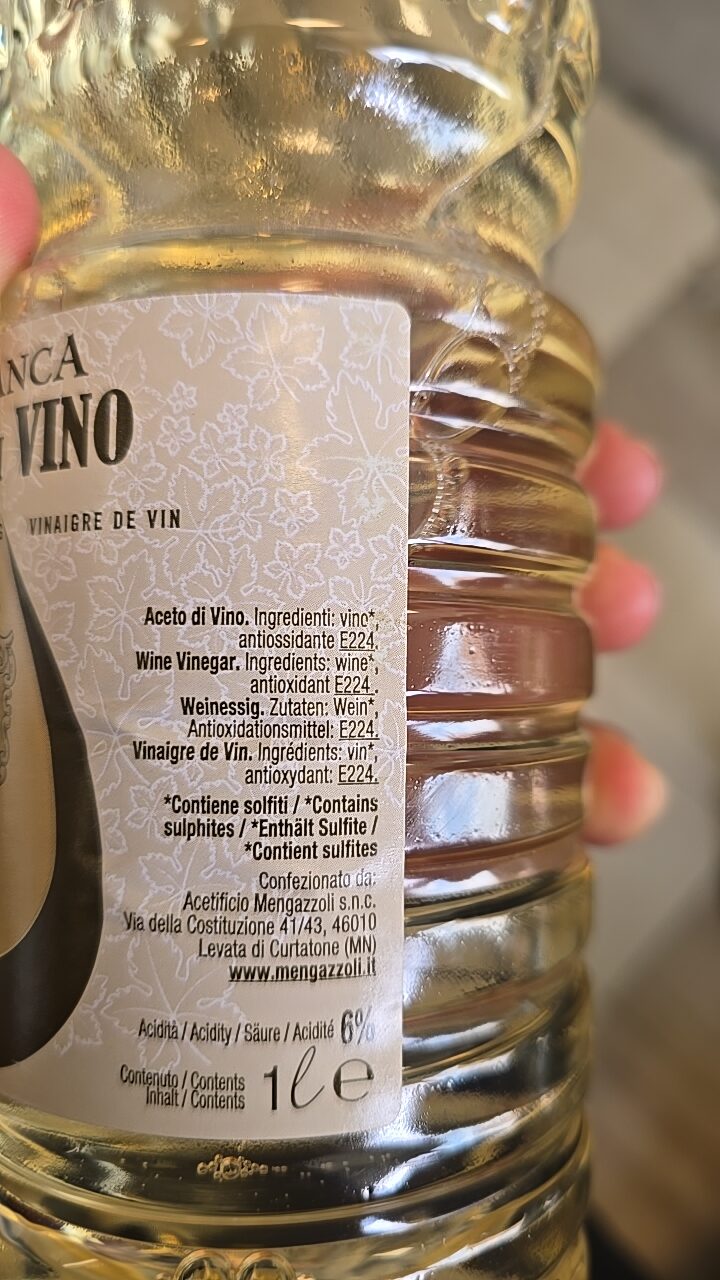 ANCA
VINO
VINAIGRE DE VIN
Aceto di Vino. Ingredienti: vino*,
antiossidante E224.
Wine Vinegar. Ingredients: wine*,
antioxidant E224.
Weinessig. Zutaten: Wein*,
Antioxidationsmittel: E224.
Vinaigre de Vin. Ingrédients: vin*,
antioxydant: E224.
*Contiene solfiti / *Contains
sulphites / *Enthält Sulfite /
*Contient sulfites
Confezionato da:
Acetificio Mengazzoli s.n.c.
Via della Costituzione 41/43, 46010
Levata di Curtatone (MN)
www.mengazzoli.it
Acidità / Acidity / Säure / Acidité 6%
Contenuto / Contents
Inhalt / Contents
1 ℓ e